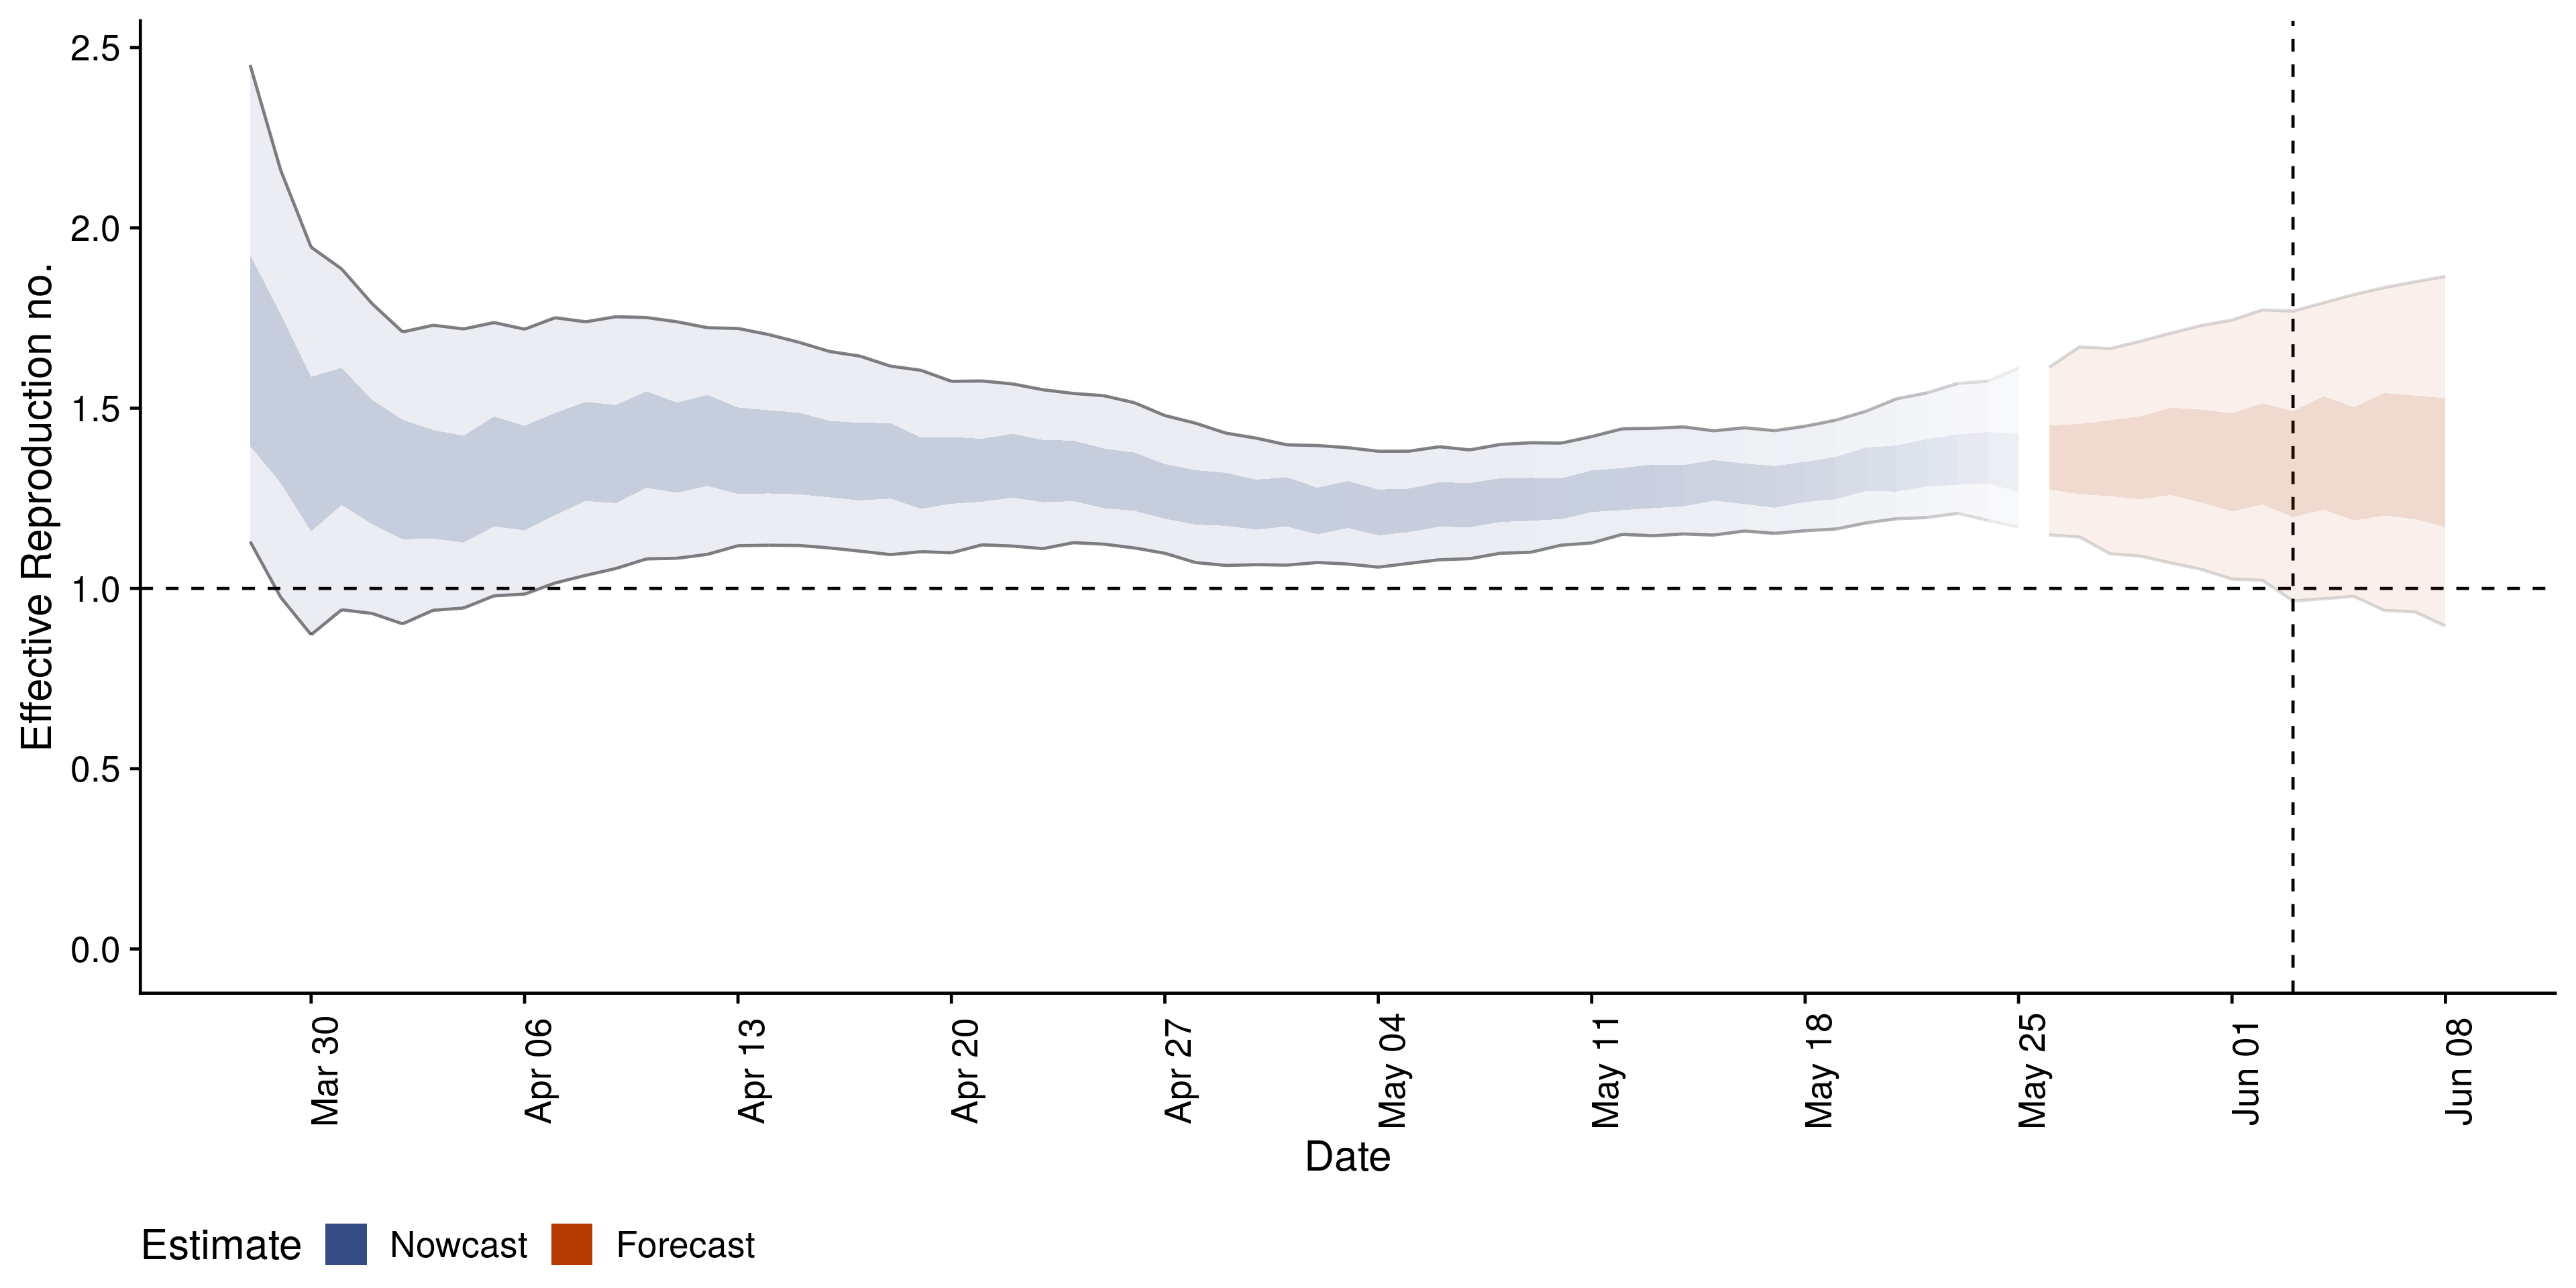 Effective Reproduction no.
2.5
2.0
1.5
1.0
0.5
0.0
Mar 30
Apr 06
Apr 13
Apr 20
Apr 27
May 04
May 11
May 18
May 25
Jun 01
Jun 08
Date
Estimate Nowcast Forecast